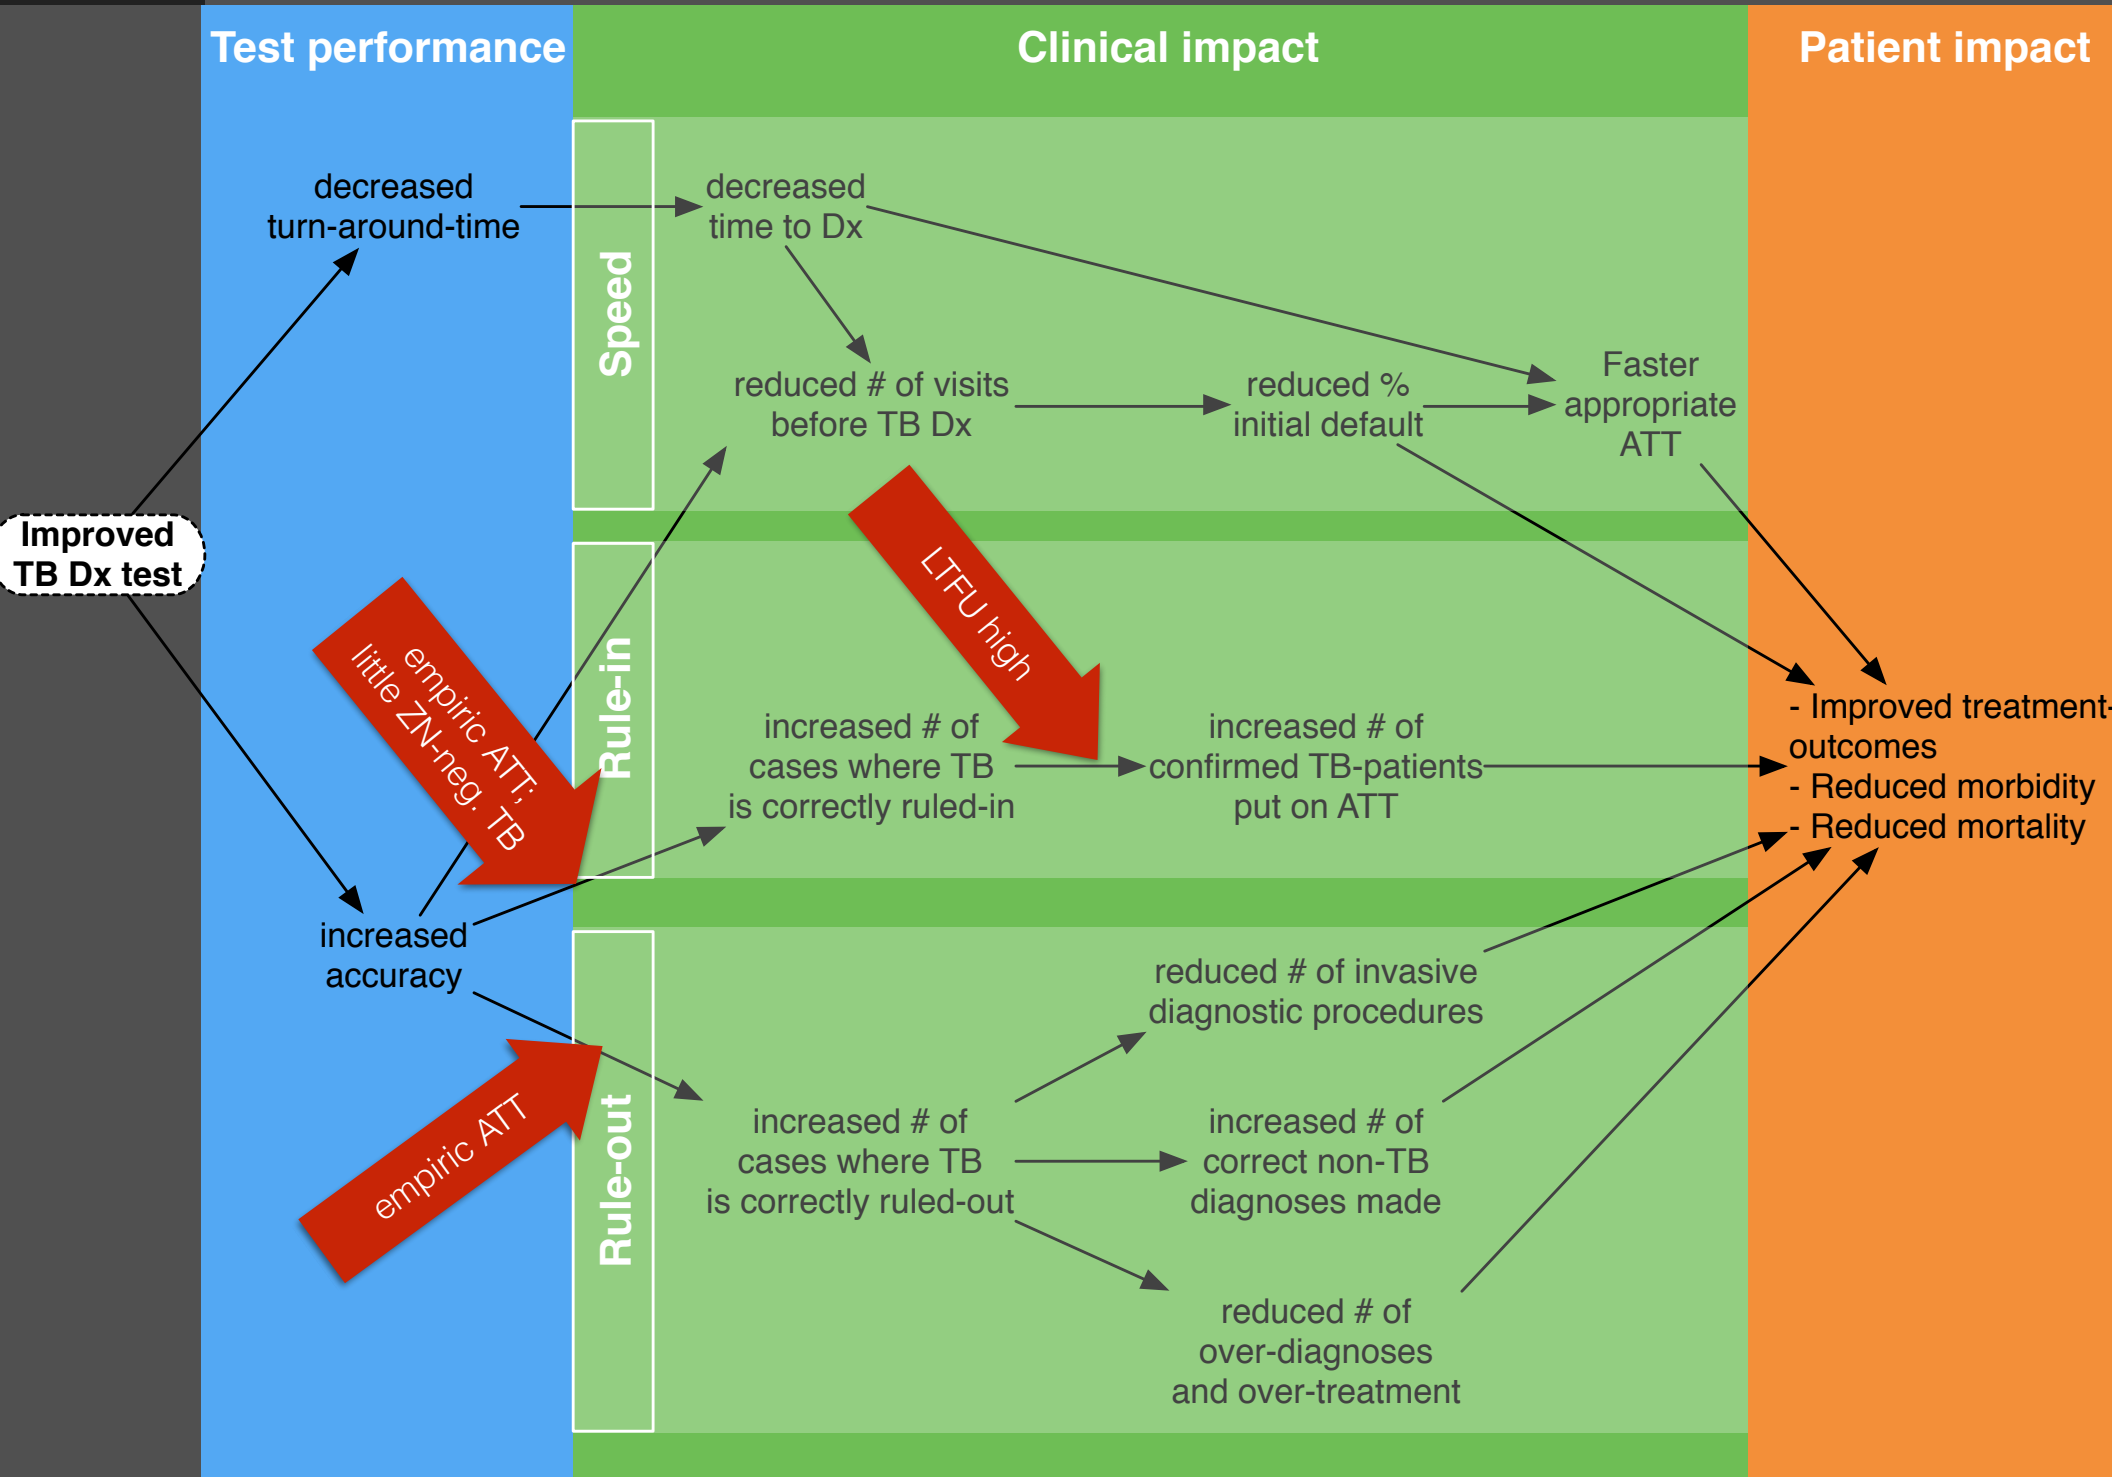 Test performance
Clinical impact
Patient impact
Improved
TB Dx test
decreased
turn-around-time
increased
accuracy
empiric ATT;
little ZN-neg. TB
empiric ATT
Speed
decreased
time to Dx
reduced # of visits
before TB Dx
reduced %
initial default
Faster
appropriate
ATT
LTFU high
Rule-in
increased # of
cases where TB
is correctly ruled-in
increased # of
confirmed TB-patients
put on ATT
Rule-out
increased # of
cases where TB
is correctly ruled-out
reduced # of invasive
diagnostic procedures
increased # of
correct non-TB
diagnoses made
reduced # of
over-diagnoses
and over-treatment
- Improved treatment-
outcomes
- Reduced morbidity
- Reduced mortality